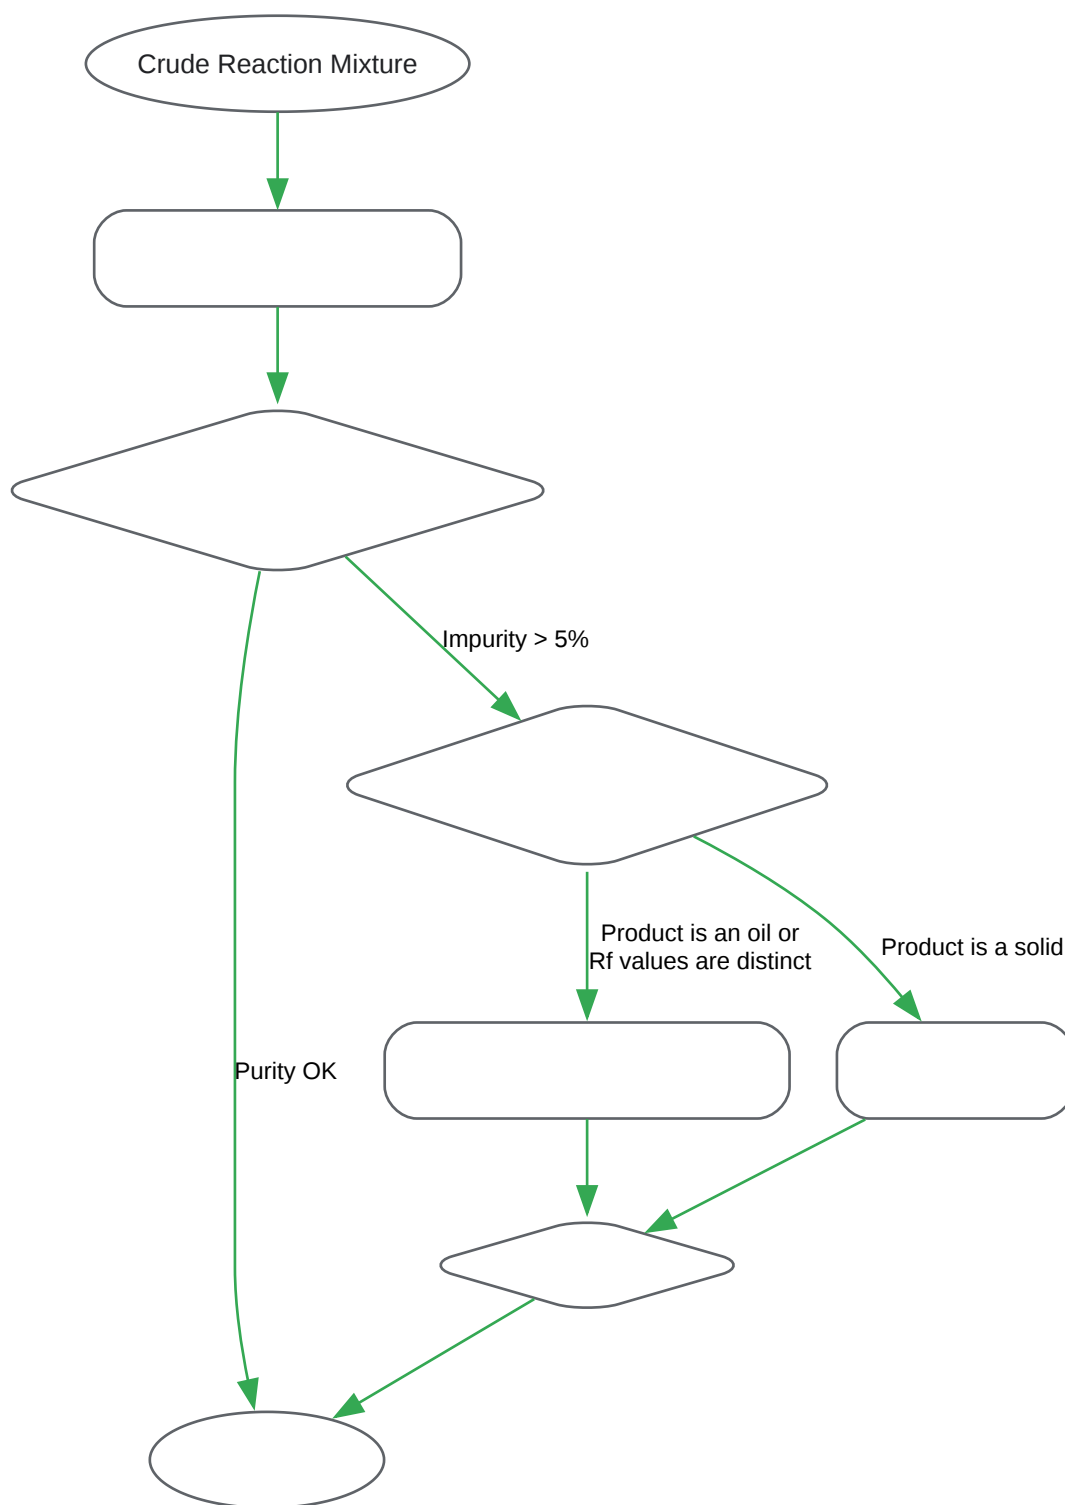 Crude Reaction Mixture
Impurity > 5%
Product is an oil or
Rf values are distinct
Product is a solid
Purity OK